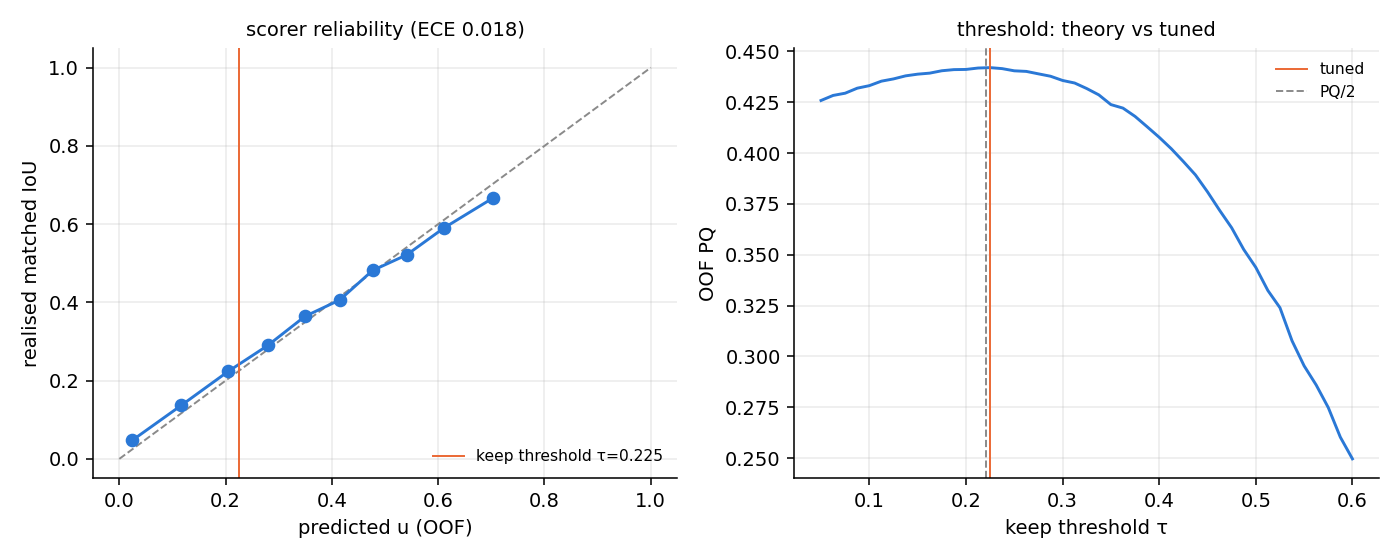 scorer reliability (ECE 0.018)
realised matched IoU
1.0
0.8
0.6
0.4
0.2
0.0
0.0 0.2 0.4 0.6 0.8 1.0
predicted u (OOF)
keep threshold τ=0.225
threshold: theory vs tuned
OOF PQ
0.450
0.425
0.400
0.375
0.350
0.325
0.300
0.275
0.250
0.1 0.2 0.3 0.4 0.5 0.6
keep threshold τ
tuned
PQ/2